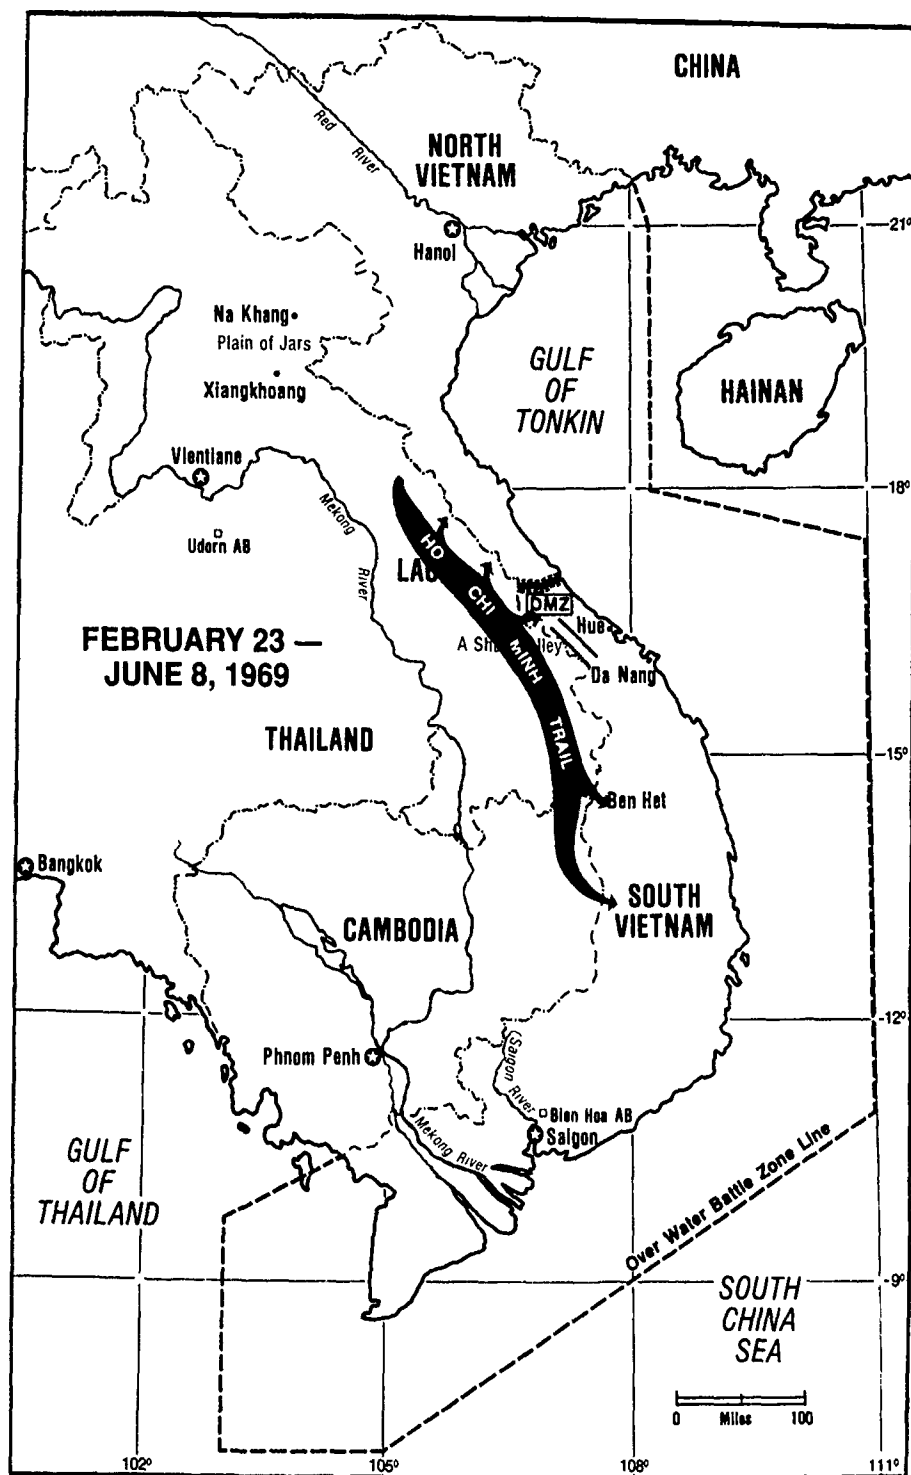 CHINA
Red
River
NORTH
VIETNAM
21°
Hanoi
Na Khang
Plain of Jars
Xiangkhoang
GULF
OF
TONKIN
HAINAN
Vientiane
18°
Mekong
River
Udorn AB
HO
CHI
MINH
TRAIL
DMZ
Hue
Da Nang
FEBRUARY 23 —
JUNE 8, 1969
THAILAND
15°
Ben Het
Bangkok
SOUTH
VIETNAM
CAMBODIA
12°
Phnom Penh
Saigon
River
Bien Hoa AB
Saigon
Mekong River
GULF
OF
THAILAND
Over Water Battle Zone Line
9°
SOUTH
CHINA
SEA
0 Miles 100
102° 105° 108° 111°